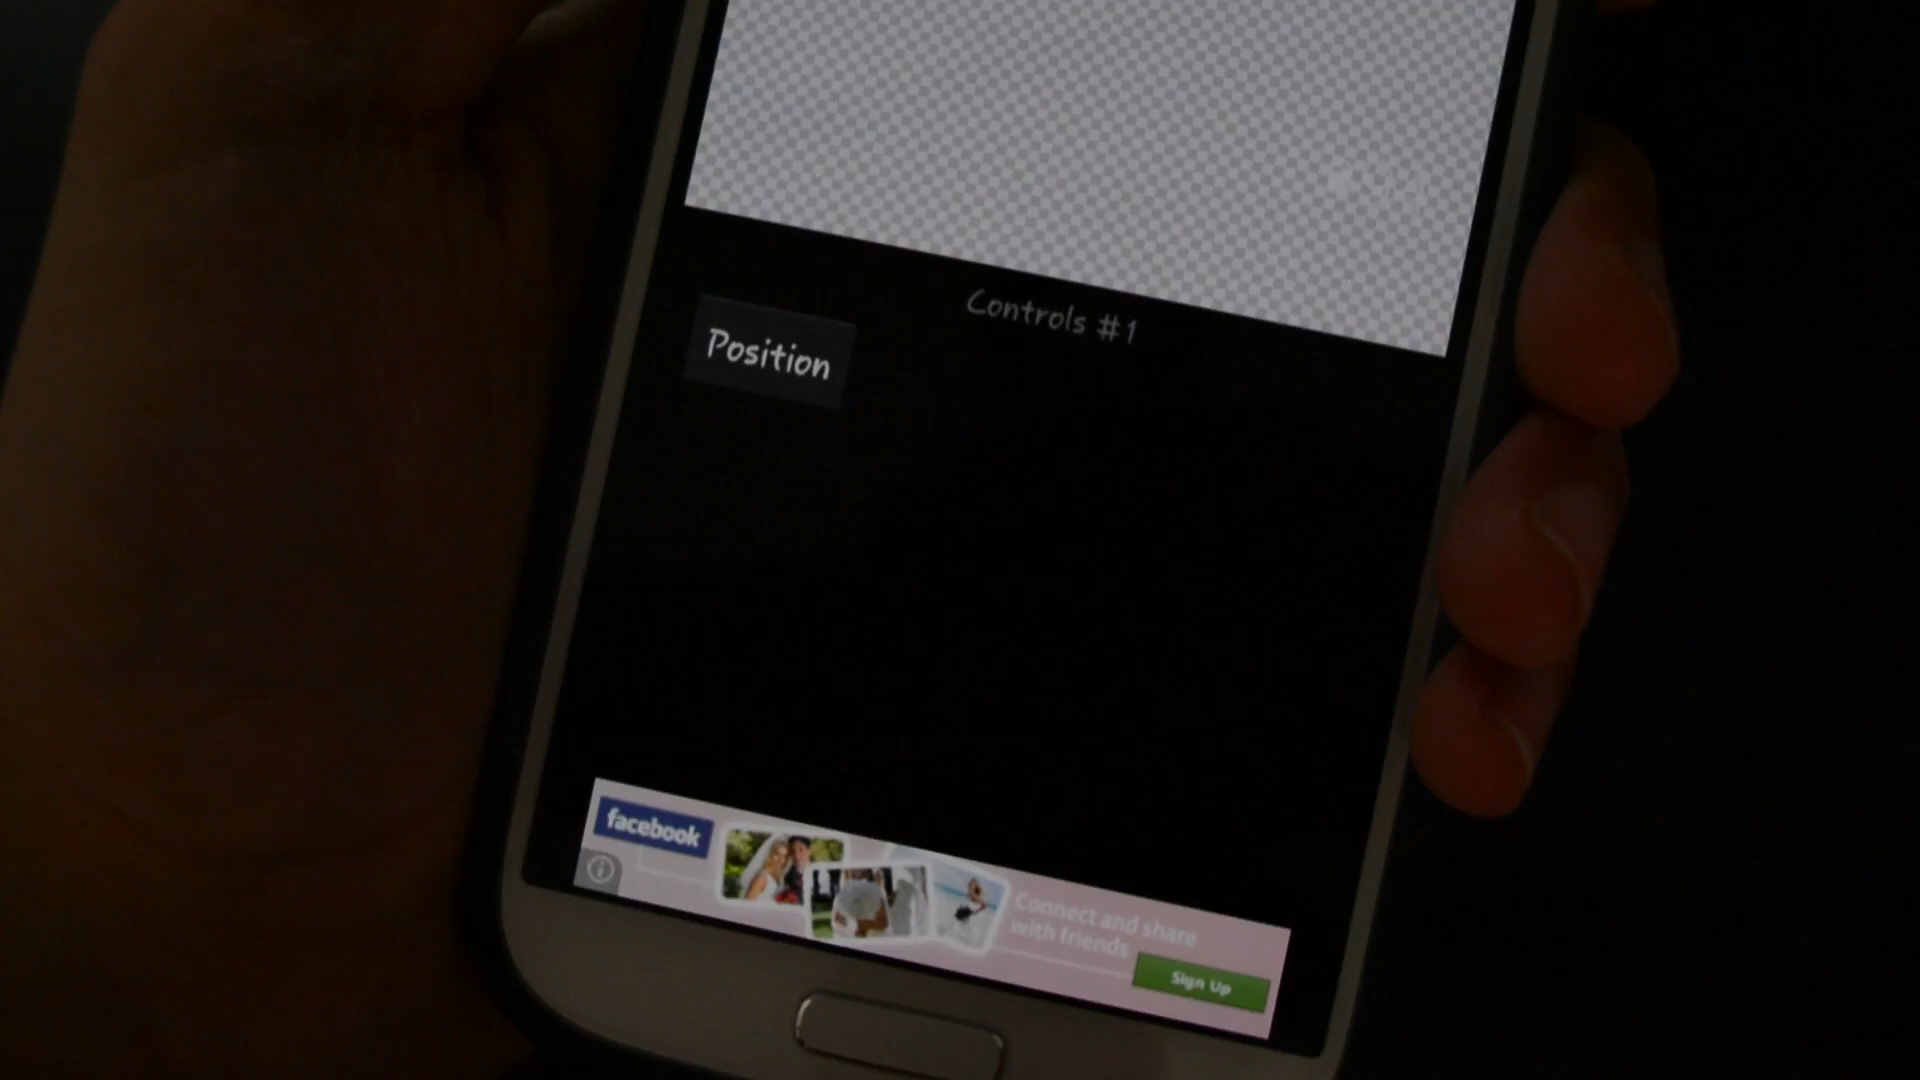 Controls #1
Position
facebook
Connect and share
with friends
Sign Up